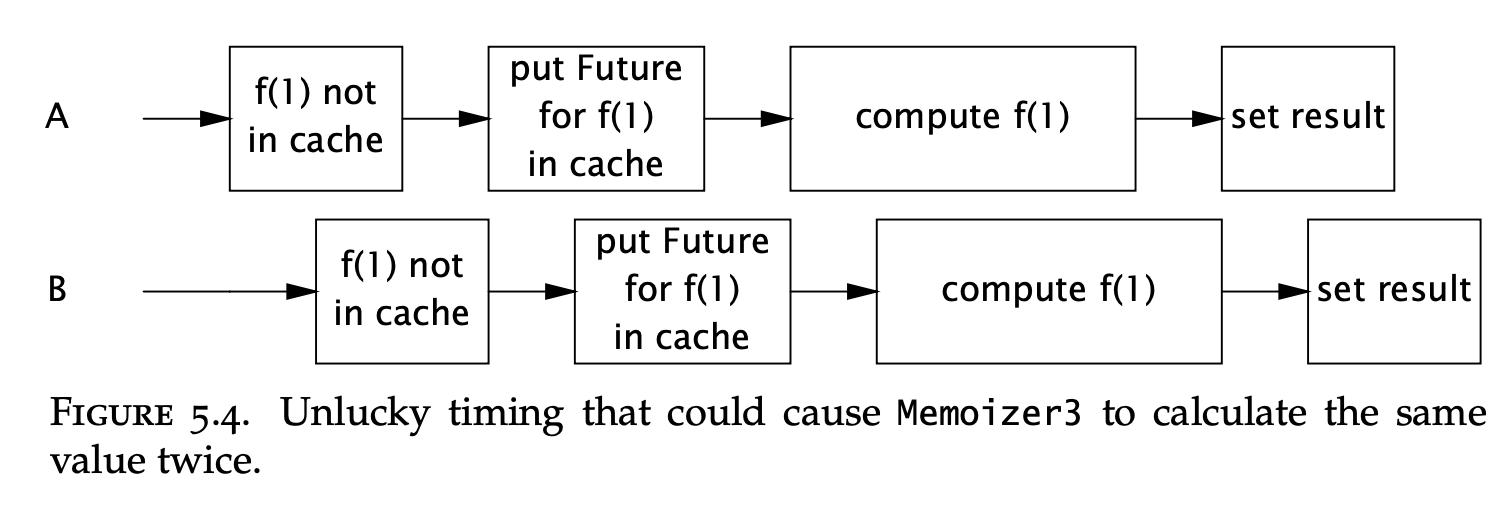 A
f(1) not
in cache
put Future
for f(1)
in cache
compute f(1)
set result
B
f(1) not
in cache
put Future
for f(1)
in cache
compute f(1)
set result
FIGURE 5.4. Unlucky timing that could cause Memoizer3 to calculate the same
value twice.